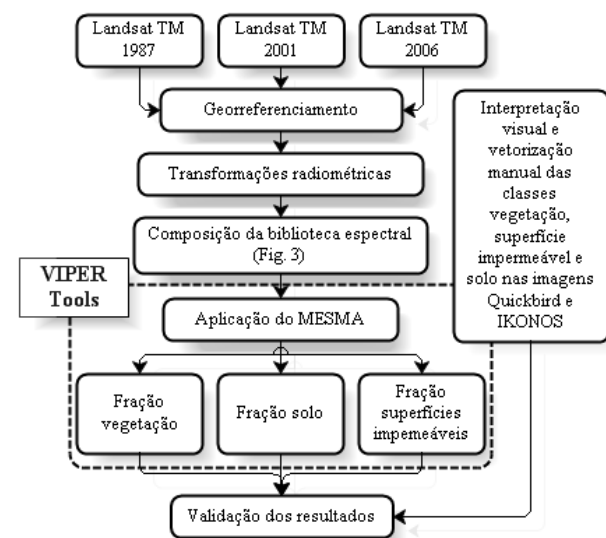 Landsat TM
1987
Landsat TM
2001
Landsat TM
2006
Georreferenciamento
Transformações radiométricas
Composição da biblioteca espectral
(Fig. 3)
VIPER
Tools
Aplicação do MESMA
Fração
vegetação
Fração solo
Fração
superfícies
impemeáveis
Validação dos resultados
Interpretação
visual e
vetorização
manual das
classes
vegetação,
superfície
impermeável e
solo nas imagens
Quickbird e
IKONOS